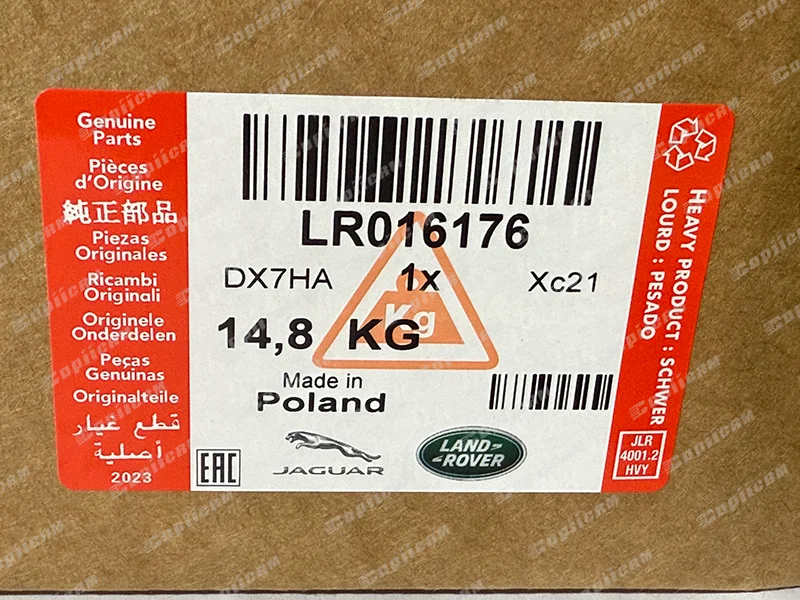 Genuine
Parts
Pièces
d'Origine
純正部品
Piezas
Originales
Ricambi
Originali
Originele
Onderdelen
Peças
Genuínas
Originalteile
قطع غيار
أصلية
2023
LR016176
DX7HA 1x Xc21
Kg
14,8 KG
Made in
Poland
EAC
JAGUAR
LAND-
-ROVER
HEAVY PRODUCT : SCHWER
LOURD : PESADO
JLR
4001.2
HVY
Copiicam